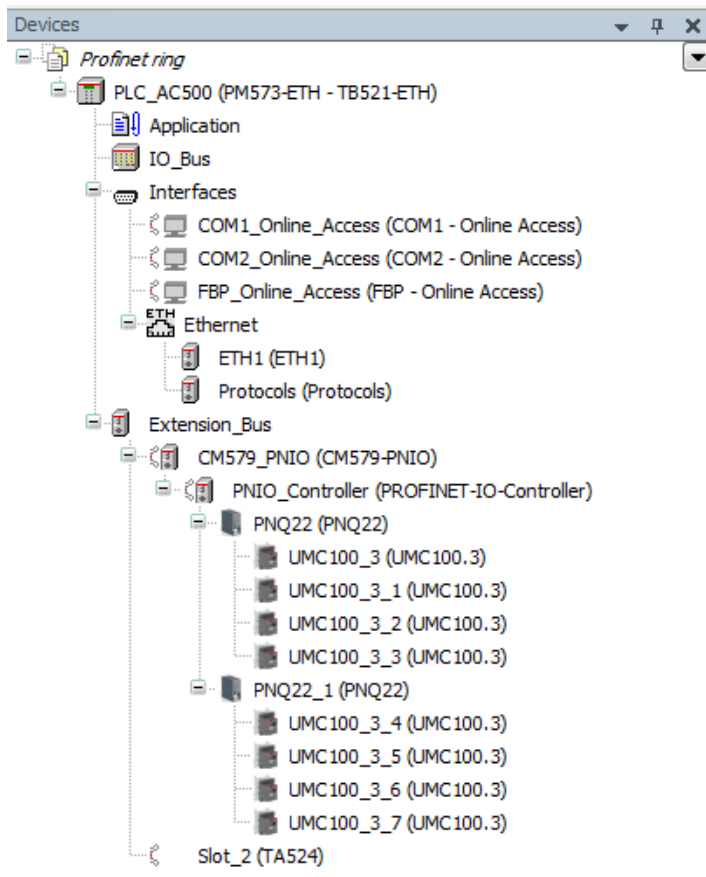 Devices
Profinet ring
PLC_AC500 (PM573-ETH - TB521-ETH)
Application
IO_Bus
Interfaces
COM1_Online_Access (COM1 - Online Access)
COM2_Online_Access (COM2 - Online Access)
FBP_Online_Access (FBP - Online Access)
ETH Ethernet
ETH1 (ETH1)
Protocols (Protocols)
Extension_Bus
CM579_PNIO (CM579-PNIO)
PNIO_Controller (PROFINET-IO-Controller)
PNQ22 (PNQ22)
UMC100_3 (UMC100.3)
UMC100_3_1 (UMC100.3)
UMC100_3_2 (UMC100.3)
UMC100_3_3 (UMC100.3)
PNQ22_1 (PNQ22)
UMC100_3_4 (UMC100.3)
UMC100_3_5 (UMC100.3)
UMC100_3_6 (UMC100.3)
UMC100_3_7 (UMC100.3)
Slot_2 (TA524)